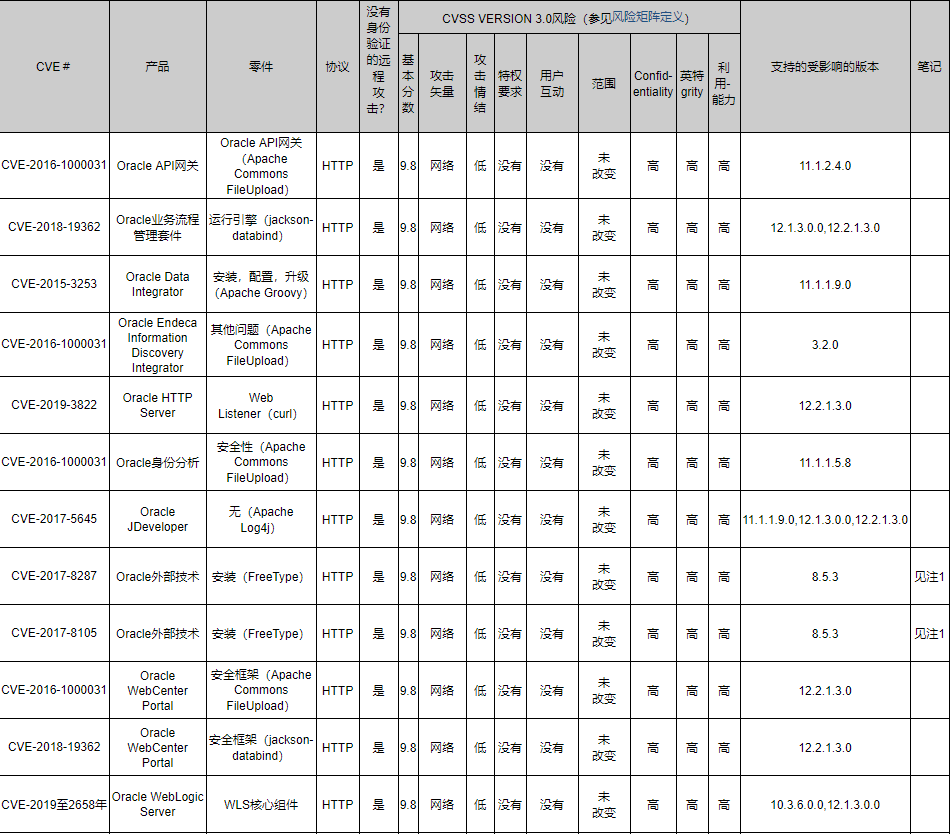 CVE #
产品
零件
协议
没有
身份
验证
的远
程
攻
击?
CVSS VERSION 3.0风险（参见风险矩阵定义）
基
本
分
数
攻击
矢量
攻
击
情
结
特权
要求
用户
互动
范围
Confid-
entiality
英特
grity
利
用-
能力
支持的受影响的版本
笔记
CVE-2016-1000031
Oracle API网关
Oracle API网关
（Apache
Commons
FileUpload）
HTTP
是
9.8
网络
低
没有
没有
未
改变
高
高
高
11.1.2.4.0
CVE-2018-19362
Oracle业务流程
管理套件
运行引擎（jackson-
databind）
HTTP
是
9.8
网络
低
没有
没有
未
改变
高
高
高
12.1.3.0.0,12.2.1.3.0
CVE-2015-3253
Oracle Data
Integrator
安装，配置，升级
（Apache Groovy）
HTTP
是
9.8
网络
低
没有
没有
未
改变
高
高
高
11.1.1.9.0
CVE-2016-1000031
Oracle Endeca
Information
Discovery
Integrator
其他问题（Apache
Commons
FileUpload）
HTTP
是
9.8
网络
低
没有
没有
未
改变
高
高
高
3.2.0
CVE-2019-3822
Oracle HTTP
Server
Web
Listener（curl）
HTTP
是
9.8
网络
低
没有
没有
未
改变
高
高
高
12.2.1.3.0
CVE-2016-1000031
Oracle身份分析
安全性（Apache
Commons
FileUpload）
HTTP
是
9.8
网络
低
没有
没有
未
改变
高
高
高
11.1.1.5.8
CVE-2017-5645
Oracle
JDeveloper
无（Apache
Log4j）
HTTP
是
9.8
网络
低
没有
没有
未
改变
高
高
高
11.1.1.9.0,12.1.3.0.0,12.2.1.3.0
CVE-2017-8287
Oracle外部技术
安装（FreeType）
HTTP
是
9.8
网络
低
没有
没有
未
改变
高
高
高
8.5.3
见注1
CVE-2017-8105
Oracle外部技术
安装（FreeType）
HTTP
是
9.8
网络
低
没有
没有
未
改变
高
高
高
8.5.3
见注1
CVE-2016-1000031
Oracle
WebCenter
Portal
安全框架（Apache
Commons
FileUpload）
HTTP
是
9.8
网络
低
没有
没有
未
改变
高
高
高
12.2.1.3.0
CVE-2018-19362
Oracle
WebCenter
Portal
安全框架（jackson-
databind）
HTTP
是
9.8
网络
低
没有
没有
未
改变
高
高
高
12.2.1.3.0
CVE-2019至2658年
Oracle WebLogic
Server
WLS核心组件
HTTP
是
9.8
网络
低
没有
没有
未
改变
高
高
高
10.3.6.0.0,12.1.3.0.0